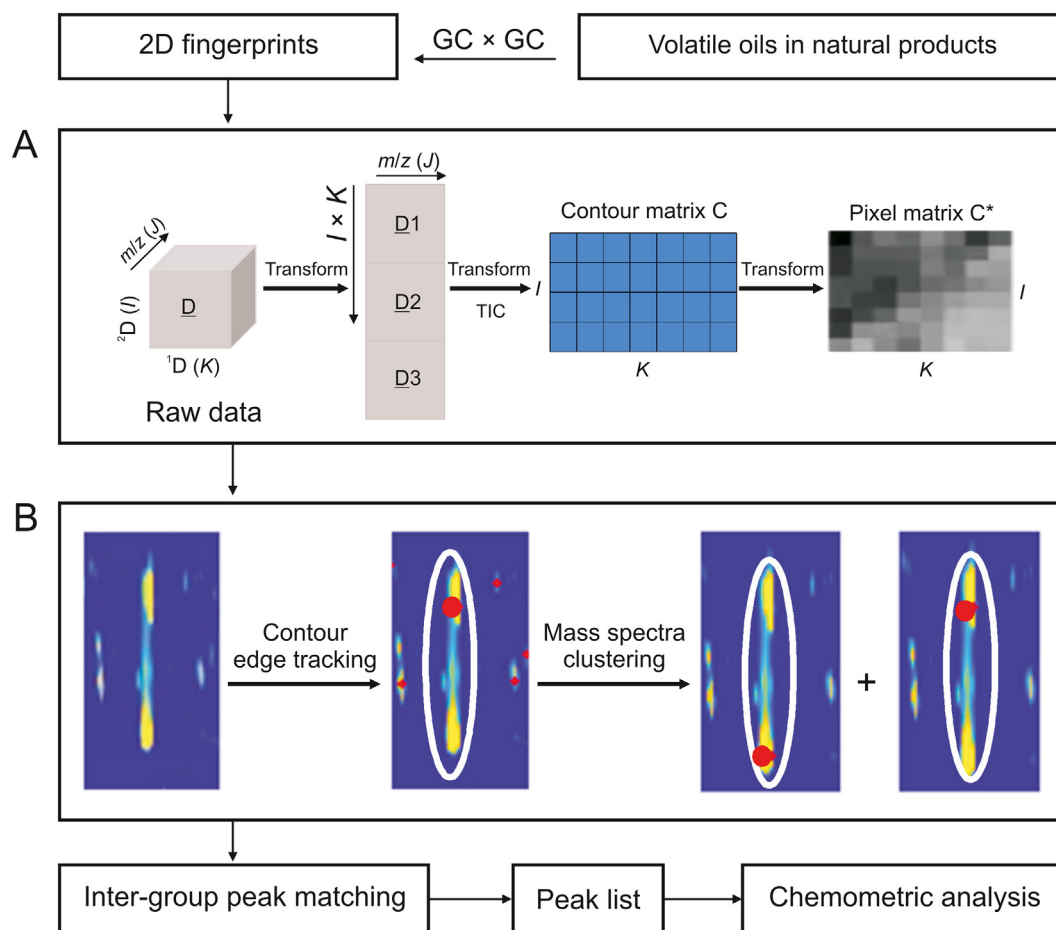 2D fingerprints
GC × GC
Volatile oils in natural products
A
m/z (J)
²D (I)
D
¹D (K)
Raw data
Transform
m/z (J)
I × K
D1
D2
D3
Transform
TIC
Contour matrix C
I
K
Transform
Pixel matrix C*
I
K
B
Contour
edge tracking
Mass spectra
clustering
+
Inter-group peak matching
Peak list
Chemometric analysis